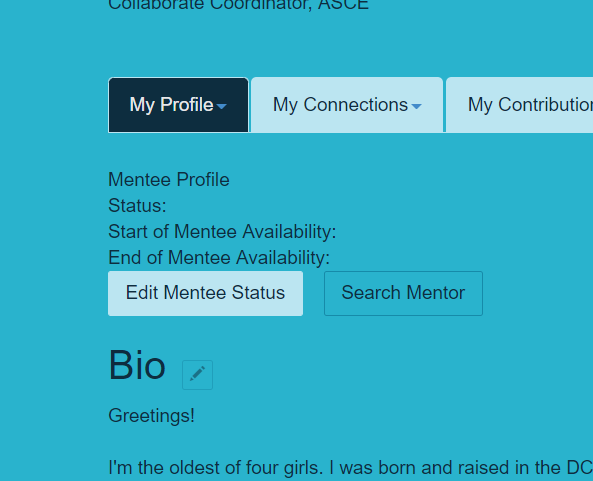 Collaborate Coordinator, ASCE
My Profile My Connections My Contribution
Mentee Profile
Status:
Start of Mentee Availability:
End of Mentee Availability:
Edit Mentee Status Search Mentor
Bio
Greetings!
I'm the oldest of four girls. I was born and raised in the DC